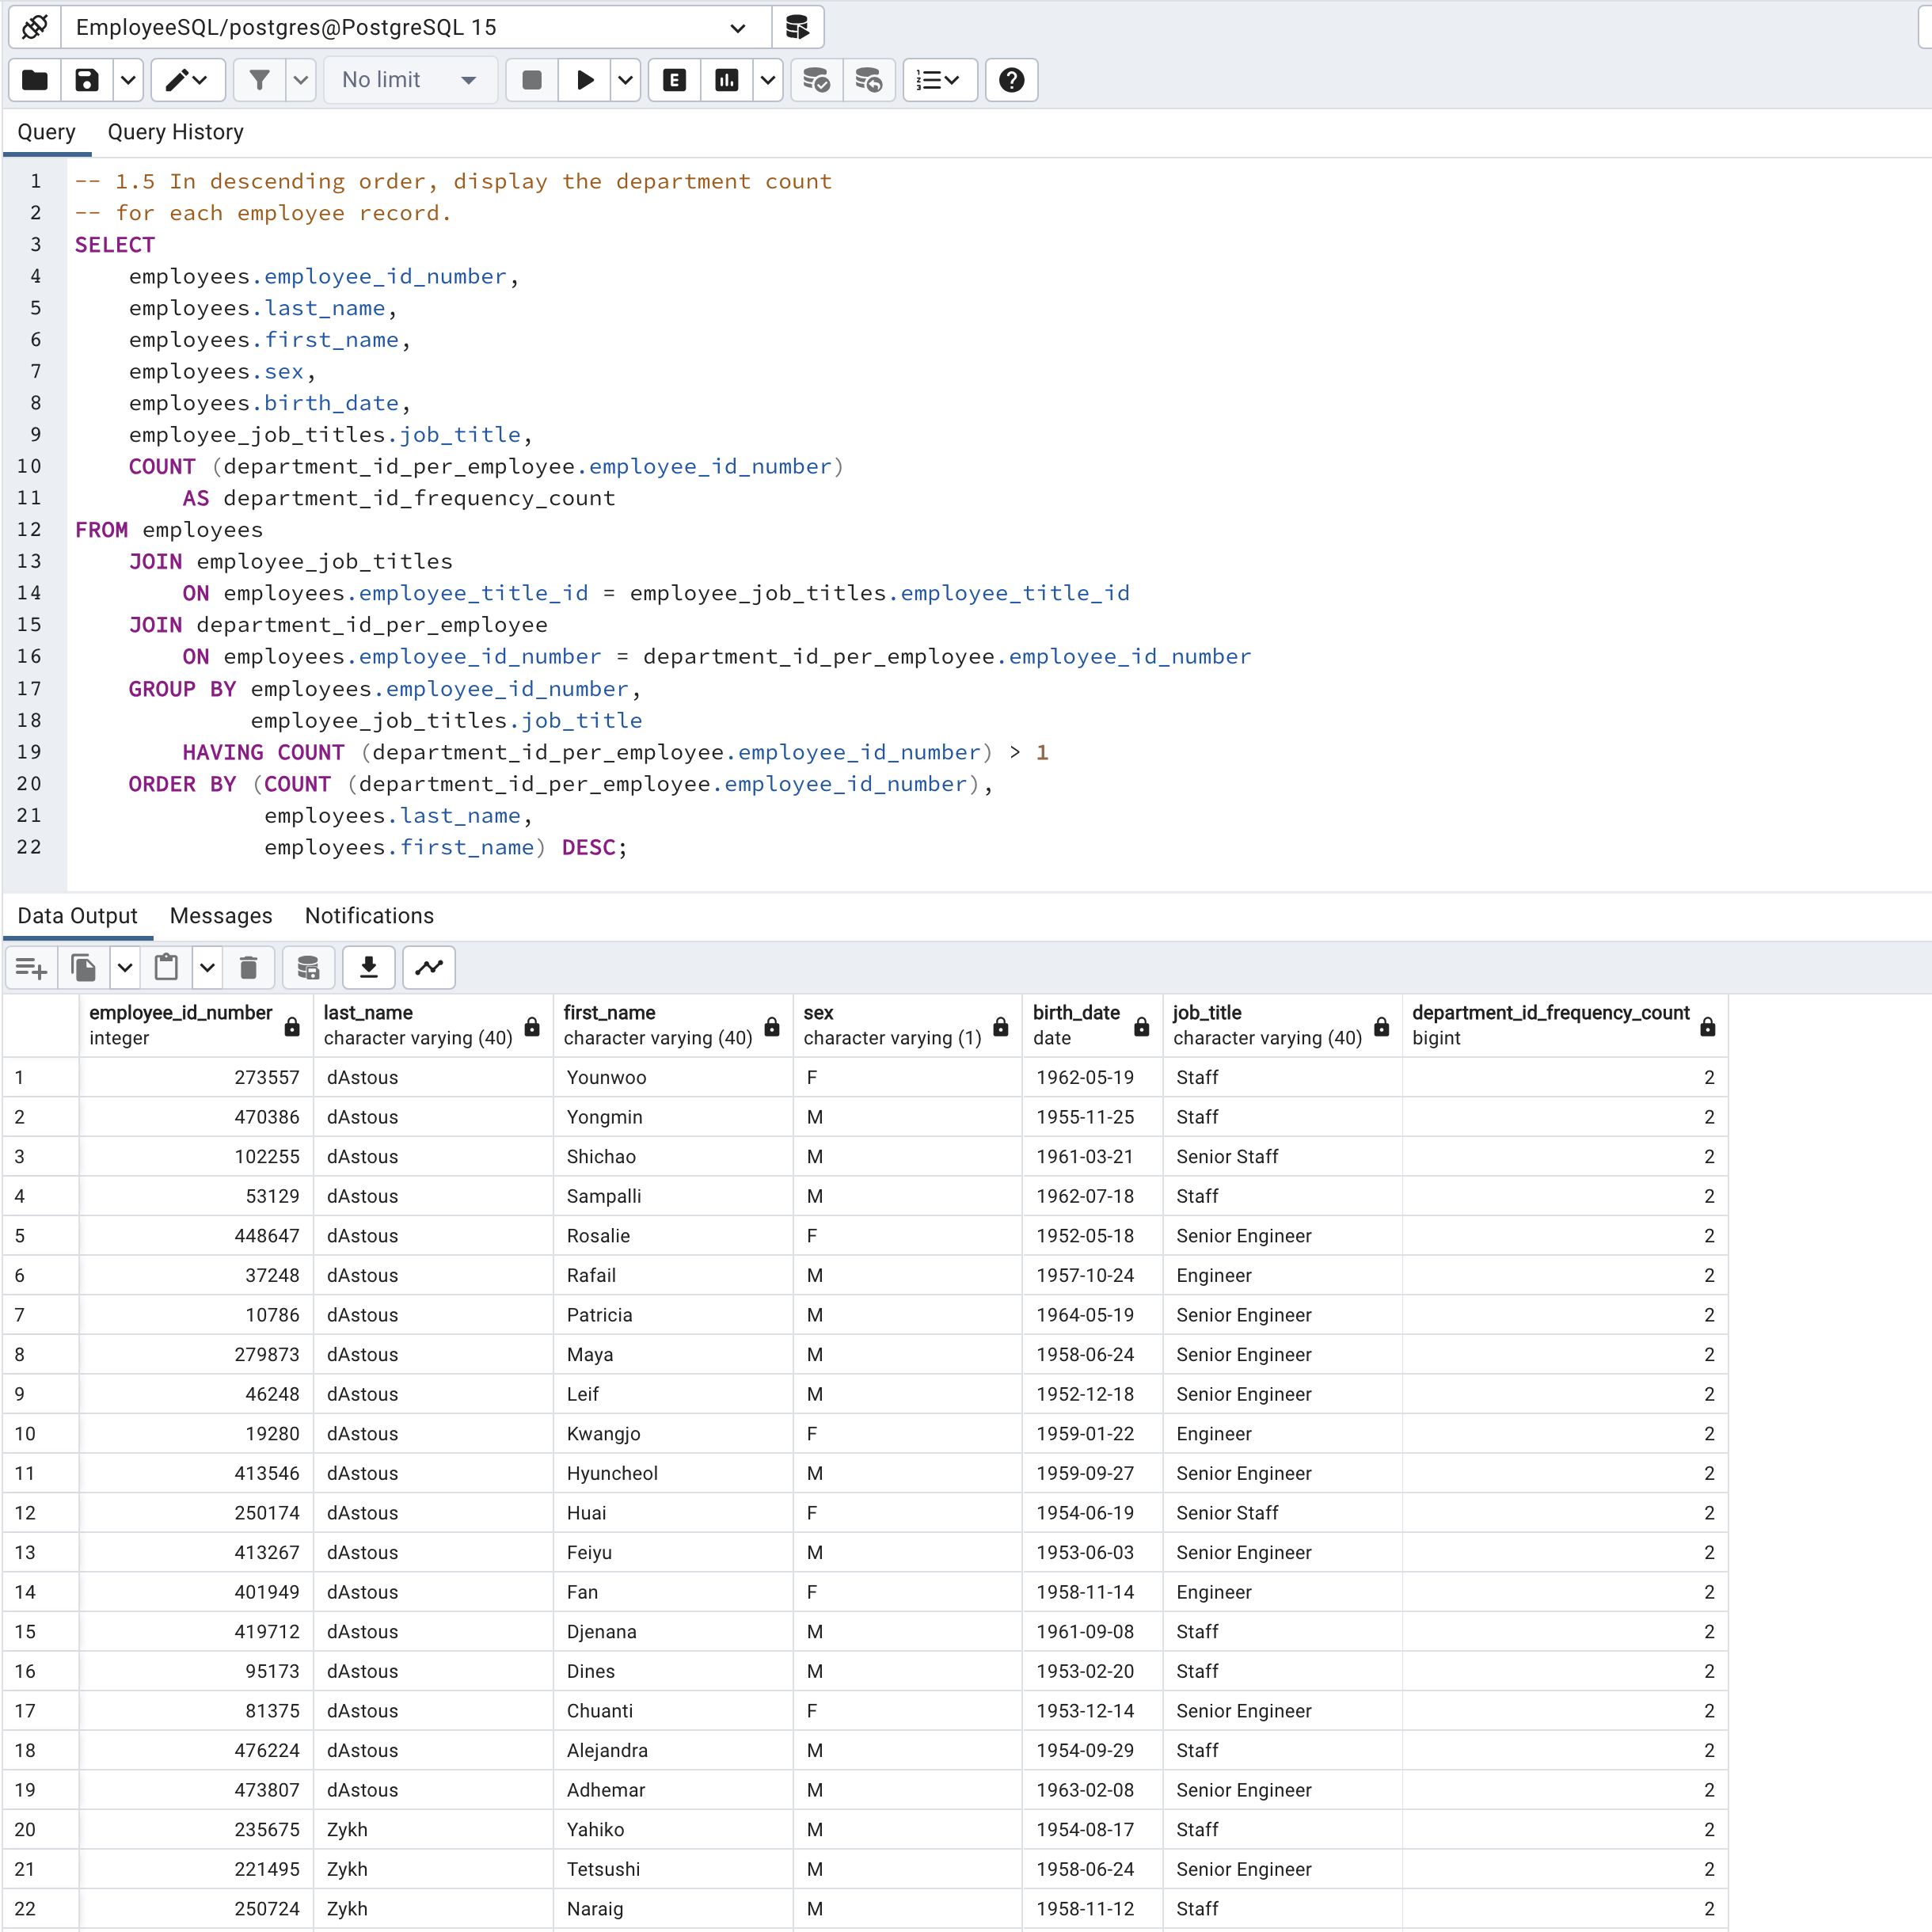 EmployeeSQL/postgres@PostgreSQL 15
No limit
E
Query Query History
1 -- 1.5 In descending order, display the department count
2 -- for each employee record.
3 SELECT
4 employees.employee_id_number,
5 employees.last_name,
6 employees.first_name,
7 employees.sex,
8 employees.birth_date,
9 employee_job_titles.job_title,
10 COUNT (department_id_per_employee.employee_id_number)
11 AS department_id_frequency_count
12 FROM employees
13 JOIN employee_job_titles
14 ON employees.employee_title_id = employee_job_titles.employee_title_id
15 JOIN department_id_per_employee
16 ON employees.employee_id_number = department_id_per_employee.employee_id_number
17 GROUP BY employees.employee_id_number,
18 employee_job_titles.job_title
19 HAVING COUNT (department_id_per_employee.employee_id_number) > 1
20 ORDER BY (COUNT (department_id_per_employee.employee_id_number),
21 employees.last_name,
22 employees.first_name) DESC;
Data Output Messages Notifications
employee_id_number last_name first_name sex birth_date job_title department_id_frequency_count
integer character varying (40) character varying (40) character varying (1) date character varying (40) bigint
1 273557 dAstous Younwoo F 1962-05-19 Staff 2
2 470386 dAstous Yongmin M 1955-11-25 Staff 2
3 102255 dAstous Shichao M 1961-03-21 Senior Staff 2
4 53129 dAstous Sampalli M 1962-07-18 Staff 2
5 448647 dAstous Rosalie F 1952-05-18 Senior Engineer 2
6 37248 dAstous Rafail M 1957-10-24 Engineer 2
7 10786 dAstous Patricia M 1964-05-19 Senior Engineer 2
8 279873 dAstous Maya M 1958-06-24 Senior Engineer 2
9 46248 dAstous Leif M 1952-12-18 Senior Engineer 2
10 19280 dAstous Kwangjo F 1959-01-22 Engineer 2
11 413546 dAstous Hyuncheol M 1959-09-27 Senior Engineer 2
12 250174 dAstous Huai F 1954-06-19 Senior Staff 2
13 413267 dAstous Feiyu M 1953-06-03 Senior Engineer 2
14 401949 dAstous Fan F 1958-11-14 Engineer 2
15 419712 dAstous Djenana M 1961-09-08 Staff 2
16 95173 dAstous Dines M 1953-02-20 Staff 2
17 81375 dAstous Chuanti F 1953-12-14 Senior Engineer 2
18 476224 dAstous Alejandra M 1954-09-29 Staff 2
19 473807 dAstous Adhemar M 1963-02-08 Senior Engineer 2
20 235675 Zykh Yahiko M 1954-08-17 Staff 2
21 221495 Zykh Tetsushi M 1958-06-24 Senior Engineer 2
22 250724 Zykh Naraig M 1958-11-12 Staff 2